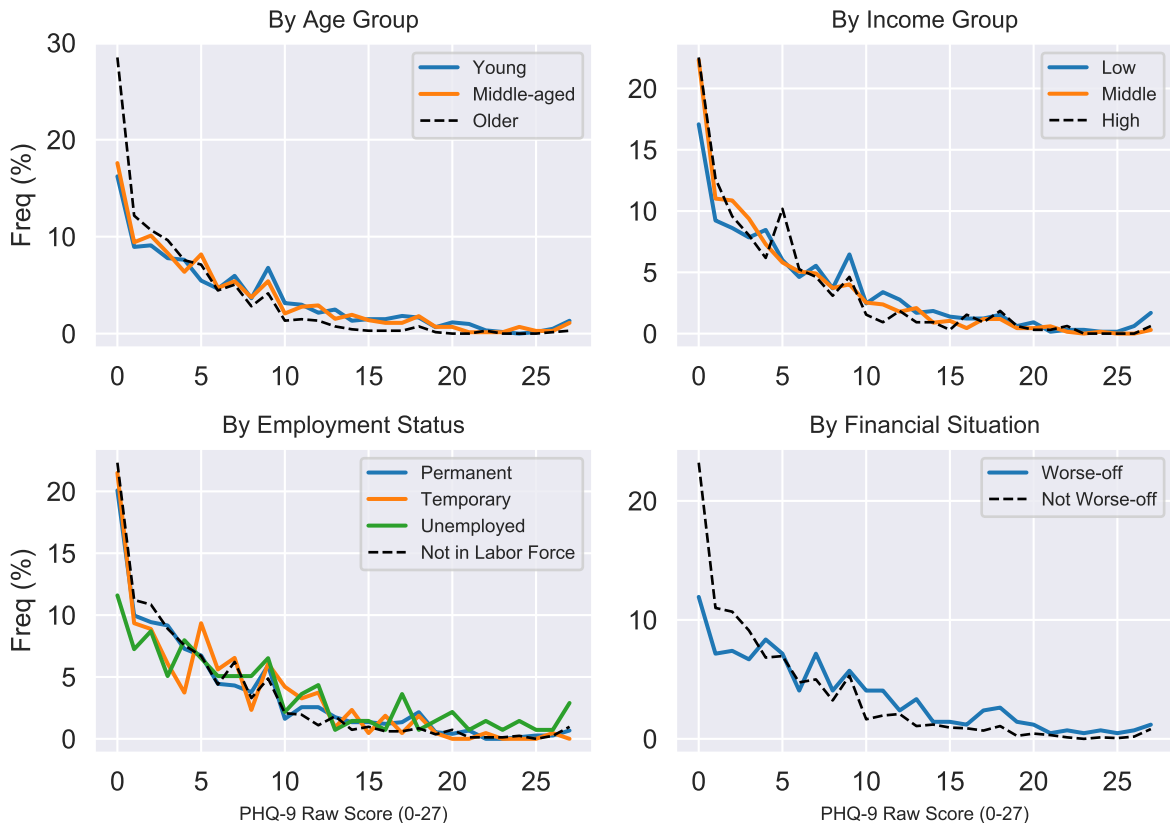 By Age Group
Freq (%)
30
20
10
0
0 5 10 15 20 25
Young
Middle-aged
Older
By Income Group
20
15
10
5
0
0 5 10 15 20 25
Low
Middle
High
By Employment Status
Freq (%)
20
15
10
5
0
0 5 10 15 20 25
PHQ-9 Raw Score (0-27)
Permanent
Temporary
Unemployed
Not in Labor Force
By Financial Situation
20
10
0
0 5 10 15 20 25
PHQ-9 Raw Score (0-27)
Worse-off
Not Worse-off